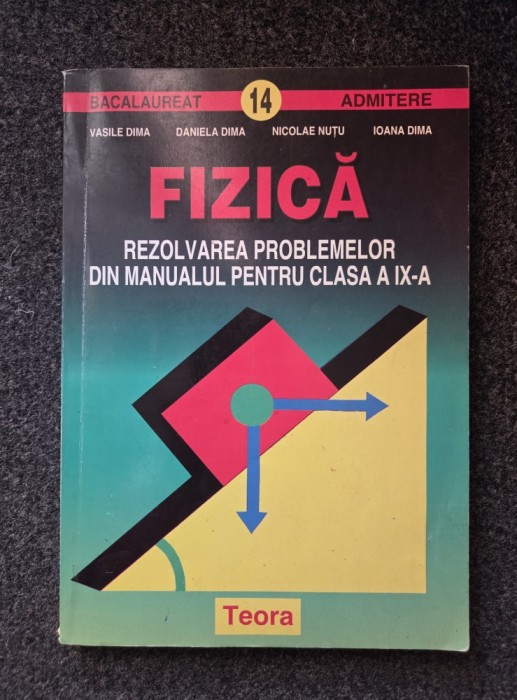 BACALAUREAT 14 ADMITERE
VASILE DIMA DANIELA DIMA NICOLAE NUȚU IOANA DIMA
FIZICĂ
REZOLVAREA PROBLEMELOR
DIN MANUALUL PENTRU CLASA A IX-A
Teora